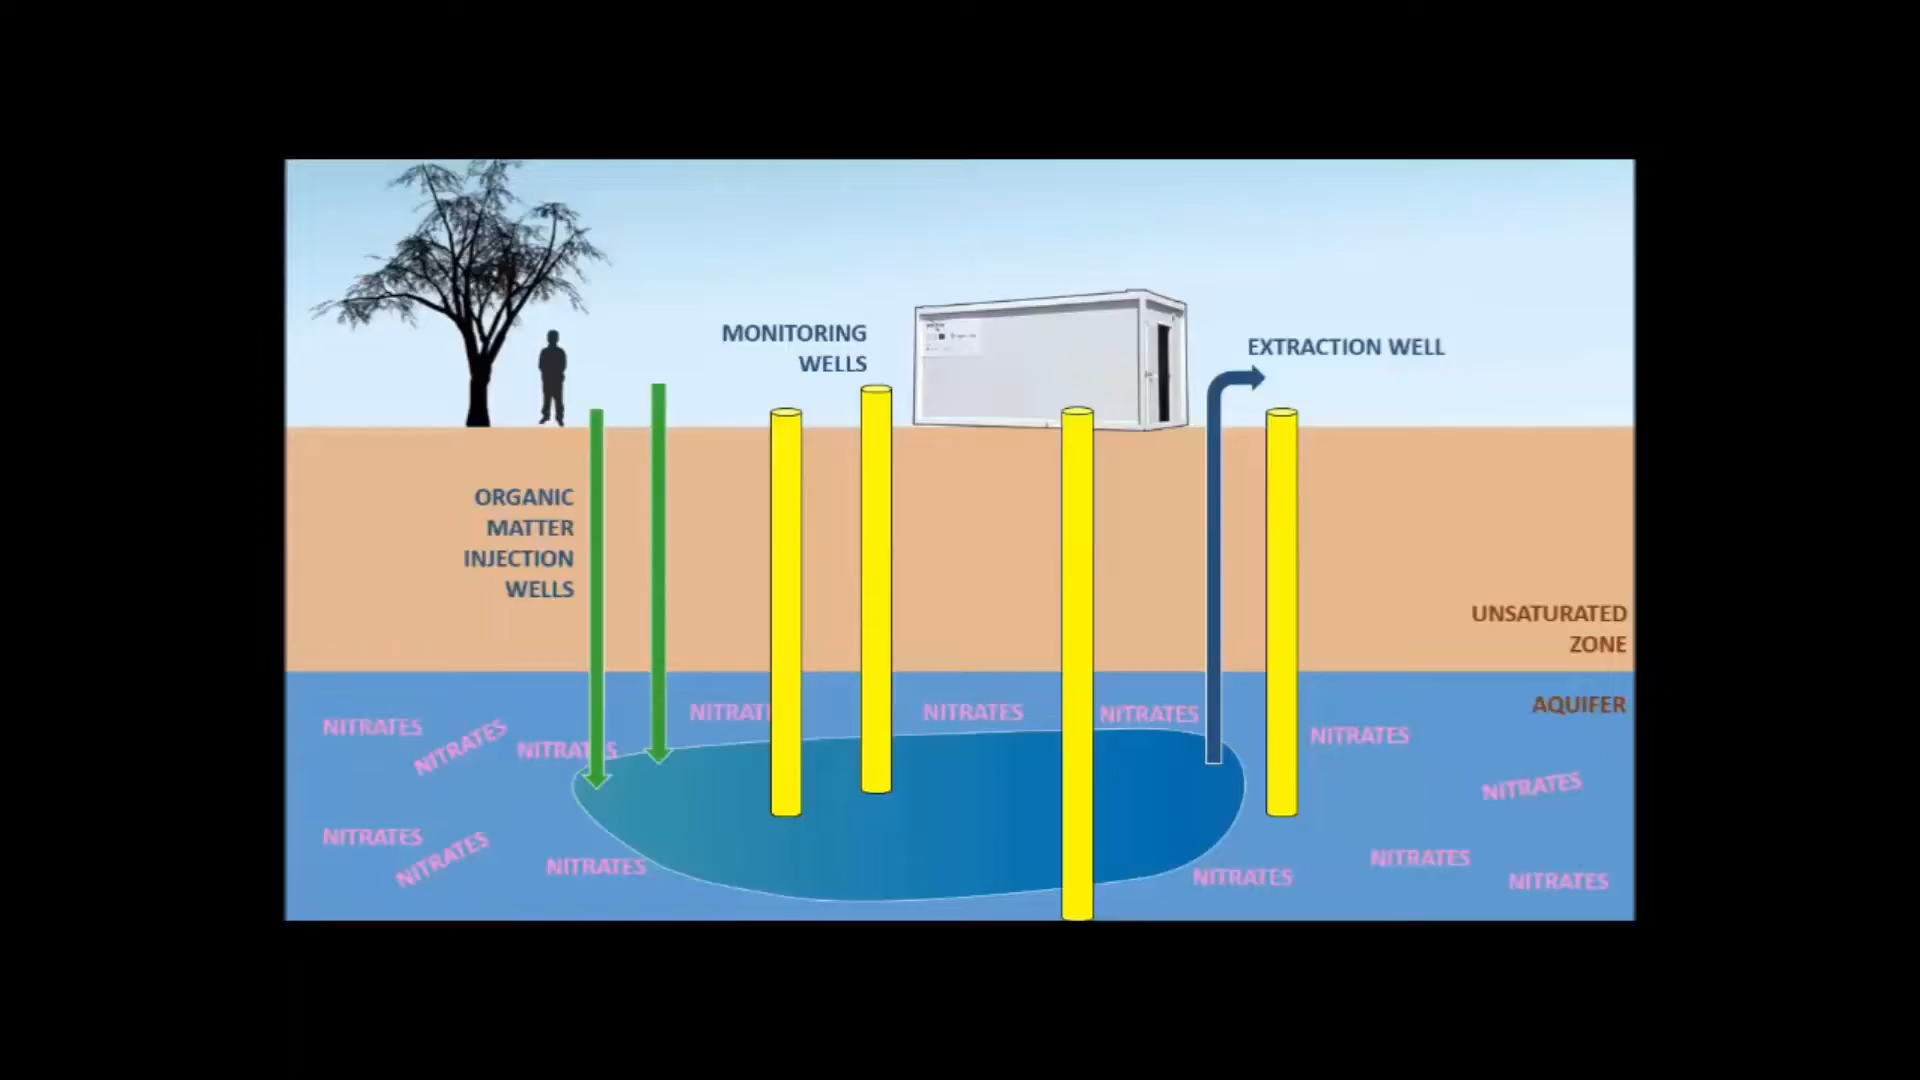 MONITORING
WELLS
EXTRACTION WELL
ORGANIC
MATTER
INJECTION
WELLS
UNSATURATED
ZONE
AQUIFER
NITRATES
NITRATES
NITRATES
NITRATI
NITRATES
NITRATES
NITRATES
NITRATES
NITRATES
NITRATES
NITRATES
NITRATES
NITRATES
NITRATES